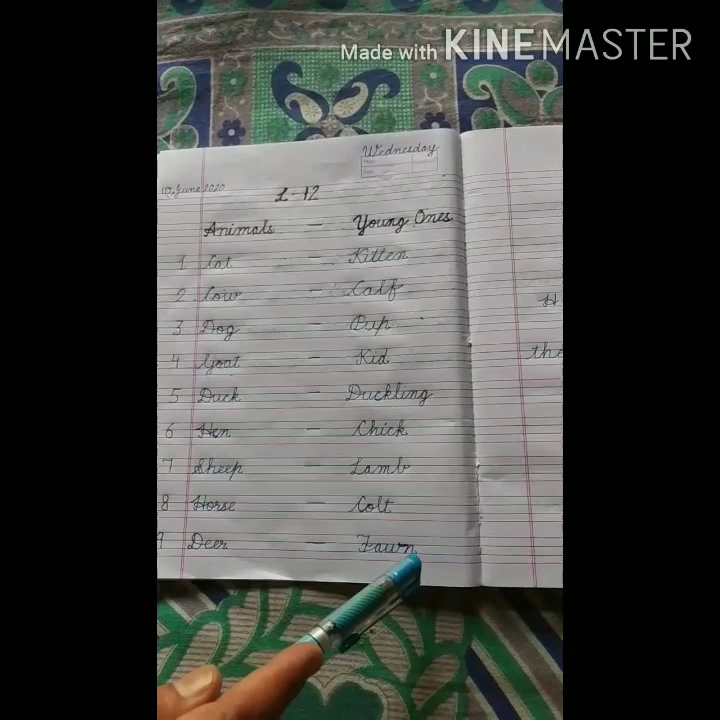 Made with KINEMASTER
Wednesday
10, June 2020
L-12
Animals — Young Ones
1 Cat — Kitten
2 Cow — Calf
3 Dog — Pup
4 Goat — Kid
5 Duck — Duckling
6 Hen — Chick
7 Sheep — Lamb
8 Horse — Colt
9 Deer — Fawn